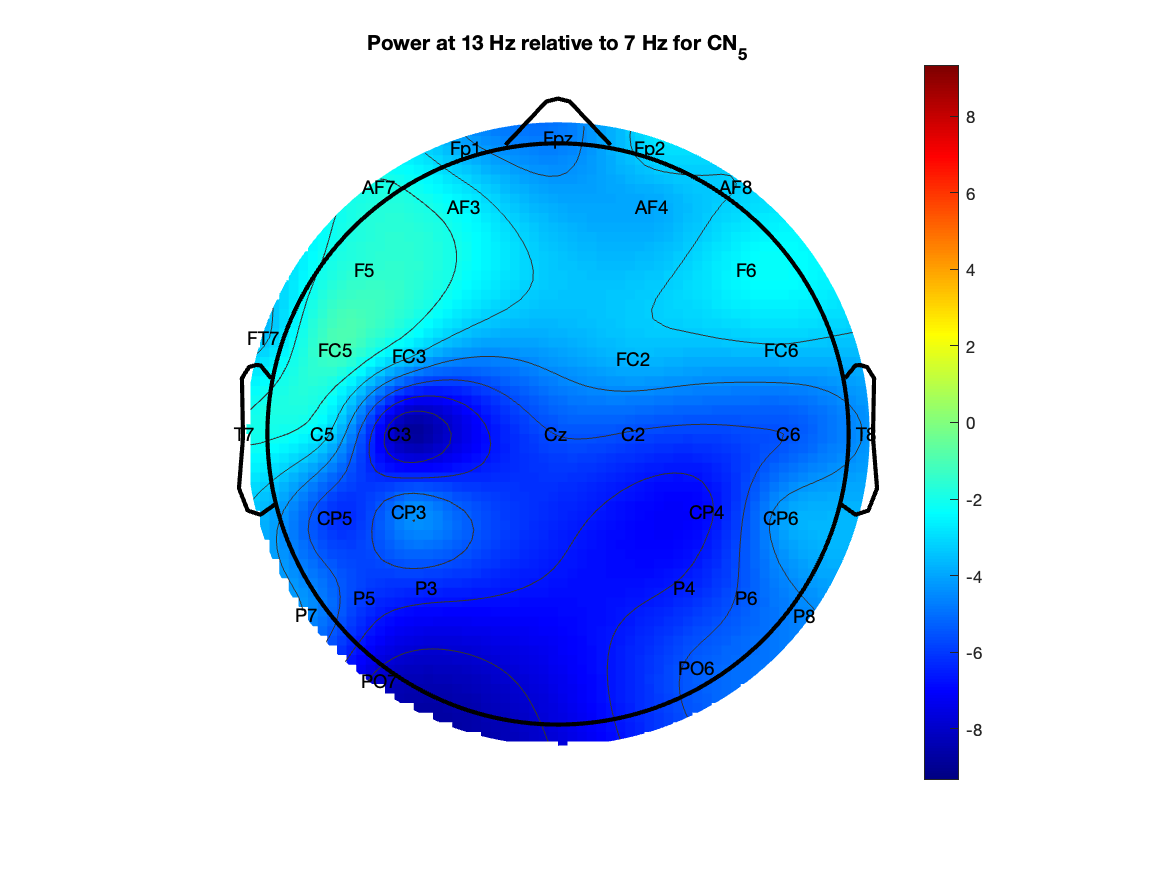 Power at 13 Hz relative to 7 Hz for CN5
Fp1 Fpz Fp2
AF7 AF8
AF3 AF4
F5 F6
FT7
FC5 FC3 FC2 FC6
T7 C5 C3 Cz C2 C6 T8
CP5 CP3 CP4 CP6
P7 P5 P3 P4 P6 P8
PO7 PO6
8
6
4
2
0
-2
-4
-6
-8